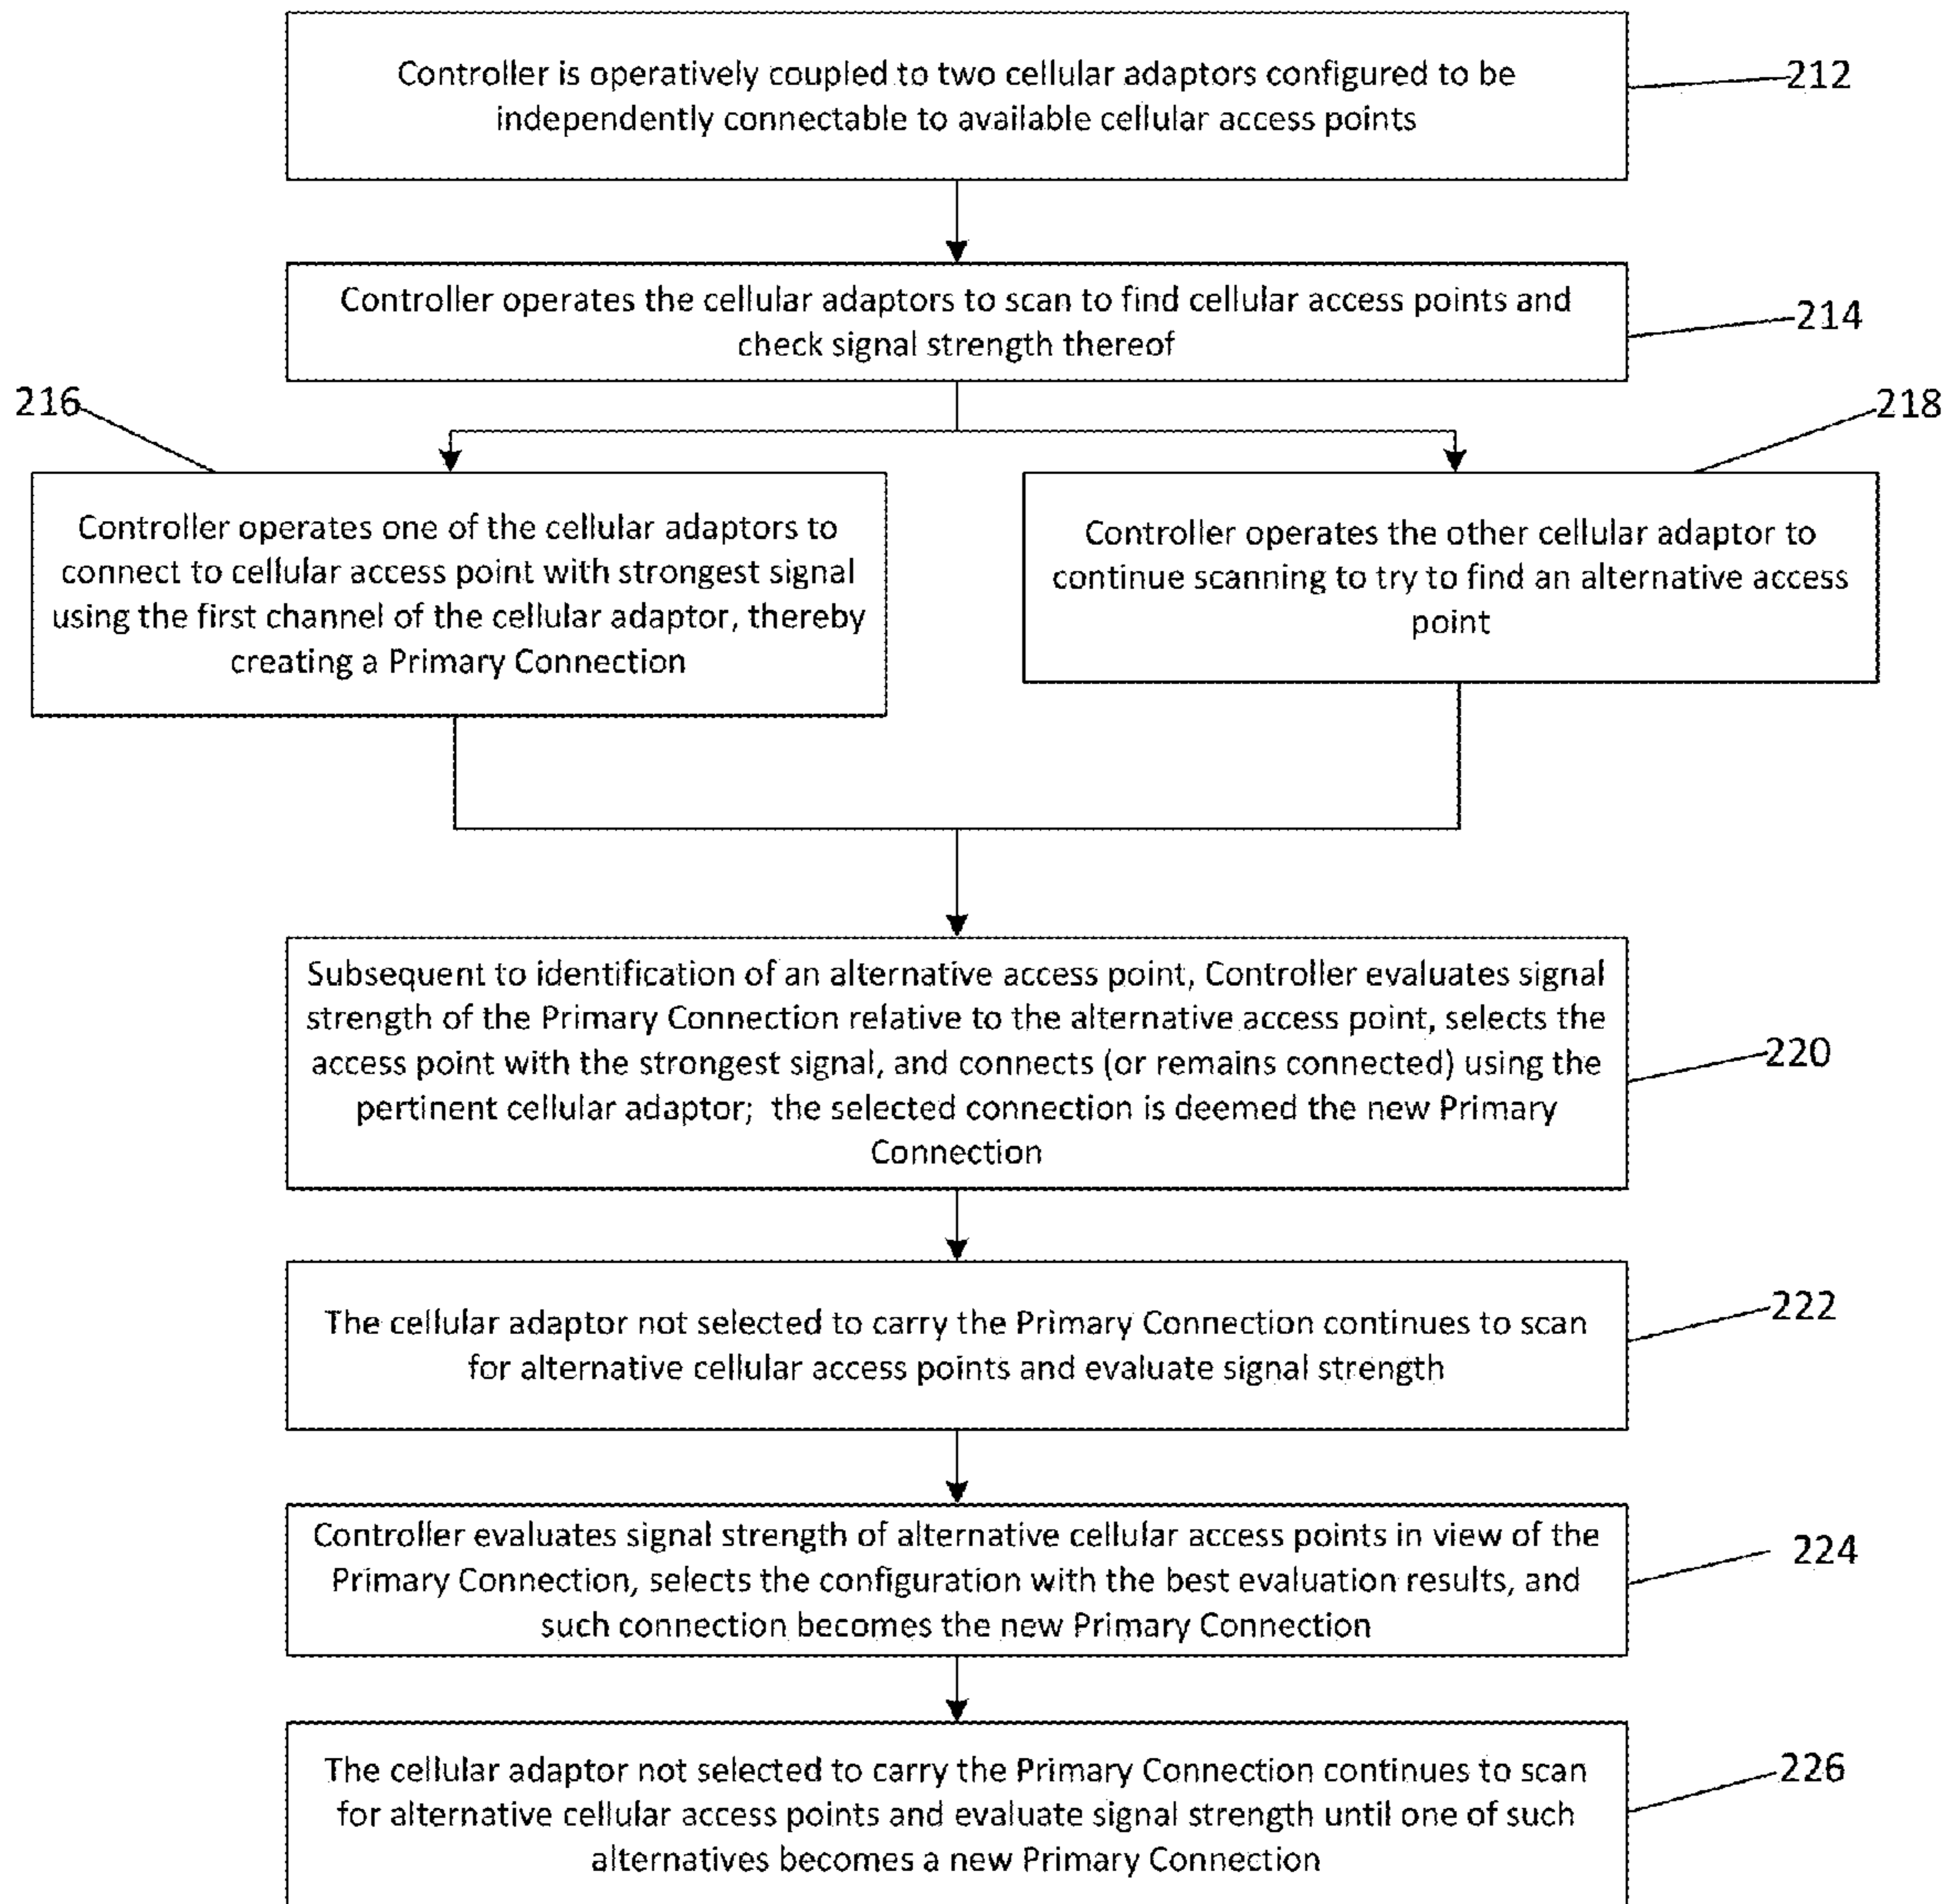 Controller is operatively coupled to two cellular adaptors configured to be
independently connectable to available cellular access points
212
Controller operates the cellular adaptors to scan to find cellular access points and
check signal strength thereof
214
216
218
Controller operates one of the cellular adaptors to
connect to cellular access point with strongest signal
using the first channel of the cellular adaptor, thereby
creating a Primary Connection
Controller operates the other cellular adaptor to
continue scanning to try to find an alternative access
point
Subsequent to identification of an alternative access point, Controller evaluates signal
strength of the Primary Connection relative to the alternative access point, selects the
access point with the strongest signal, and connects (or remains connected) using the
pertinent cellular adaptor; the selected connection is deemed the new Primary
Connection
220
The cellular adaptor not selected to carry the Primary Connection continues to scan
for alternative cellular access points and evaluate signal strength
222
Controller evaluates signal strength of alternative cellular access points in view of the
Primary Connection, selects the configuration with the best evaluation results, and
such connection becomes the new Primary Connection
224
The cellular adaptor not selected to carry the Primary Connection continues to scan
for alternative cellular access points and evaluate signal strength until one of such
alternatives becomes a new Primary Connection
226